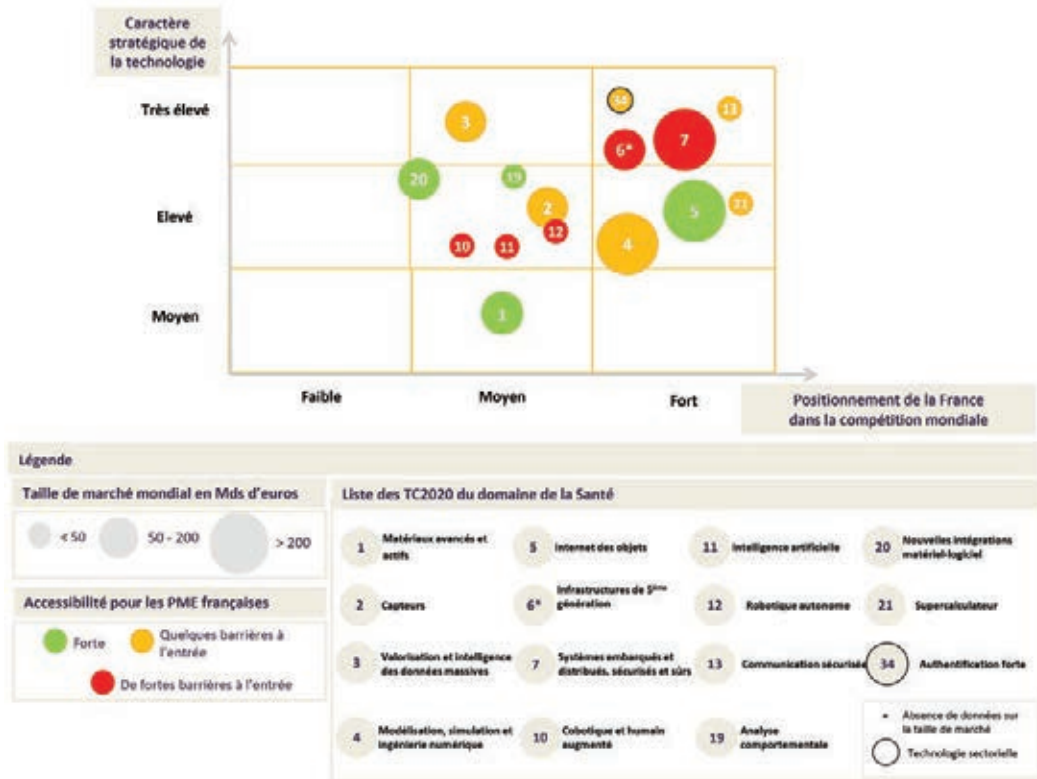 Caractère
stratégique de
la technologie
Très élevé
Elevé
Moyen
34
13
3
7
6*
20
19
2
5
21
12
10
11
4
1
Faible
Moyen
Fort
Positionnement de la France
dans la compétition mondiale
Légende
Taille de marché mondial en Mds d'euros
< 50
50 - 200
> 200
Accessibilité pour les PME françaises
Forte
Quelques barrières à
l'entrée
De fortes barrières à l'entrée
Liste des TC2020 du domaine de la Santé
1 Matériaux avancés et
actifs
5 Internet des objets
11 Intelligence artificielle
20 Nouvelles intégrations
matériel-logiciel
2 Capteurs
6* Infrastructures de 5ème
génération
12 Robotique autonome
21 Supercalculateur
3 Valorisation et intelligence
des données massives
7 Systèmes embarqués et
distribués, sécurisés et sûrs
13 Communication sécurisée
34 Authentification forte
4 Modélisation, simulation et
ingénierie numérique
10 Cobotique et humain
augmenté
19 Analyse
comportementale
Absence de données sur
la taille de marché
Technologie sectorielle